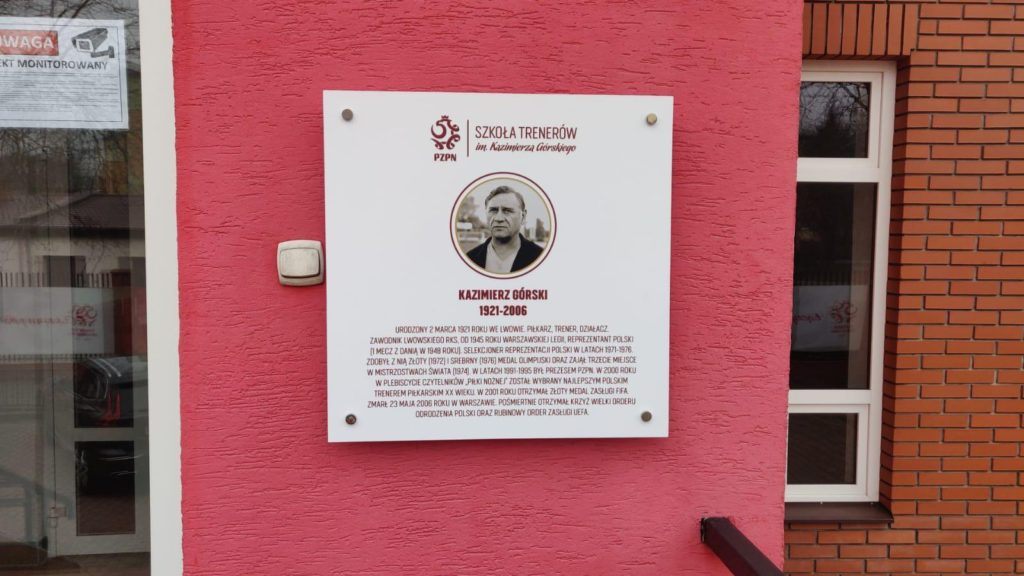 UWAGA
EKT MONITOROWANY
PZPN
SZKOŁA TRENERÓW
im. Kazimierza Górskiego
KAZIMIERZ GÓRSKI
1921-2006
URODZONY 2 MARCA 1921 ROKU WE LWOWIE. PIŁKARZ, TRENER, DZIAŁACZ.
ZAWODNIK LWOWSKIEGO RKS, OD 1945 ROKU WARSZAWSKIEJ LEGII, REPREZENTANT POLSKI
(1 MECZ Z DANIĄ W 1948 ROKU). SELEKCJONER REPREZENTACJI POLSKI W LATACH 1971-1976.
ZDOBYŁ Z NIĄ ZŁOTY (1972) I SREBRNY (1976) MEDAL OLIMPIJSKI ORAZ ZAJĄŁ TRZECIE MIEJSCE
W MISTRZOSTWACH ŚWIATA (1974). W LATACH 1991-1995 BYŁ PREZESEM PZPN. W 2000 ROKU
W PLEBISCYCIE CZYTELNIKÓW „PIŁKI NOŻNEJ” ZOSTAŁ WYBRANY NAJLEPSZYM POLSKIM
TRENEREM PIŁKARSKIM XX WIEKU. W 2001 ROKU OTRZYMAŁ ZŁOTY MEDAL ZASŁUGI FIFA.
ZMARŁ 23 MAJA 2006 ROKU W WARSZAWIE. POŚMIERTNIE OTRZYMAŁ KRZYŻ WIELKI ORDERU
ODRODZENIA POLSKI ORAZ RUBINOWY ORDER ZASŁUGI UEFA.